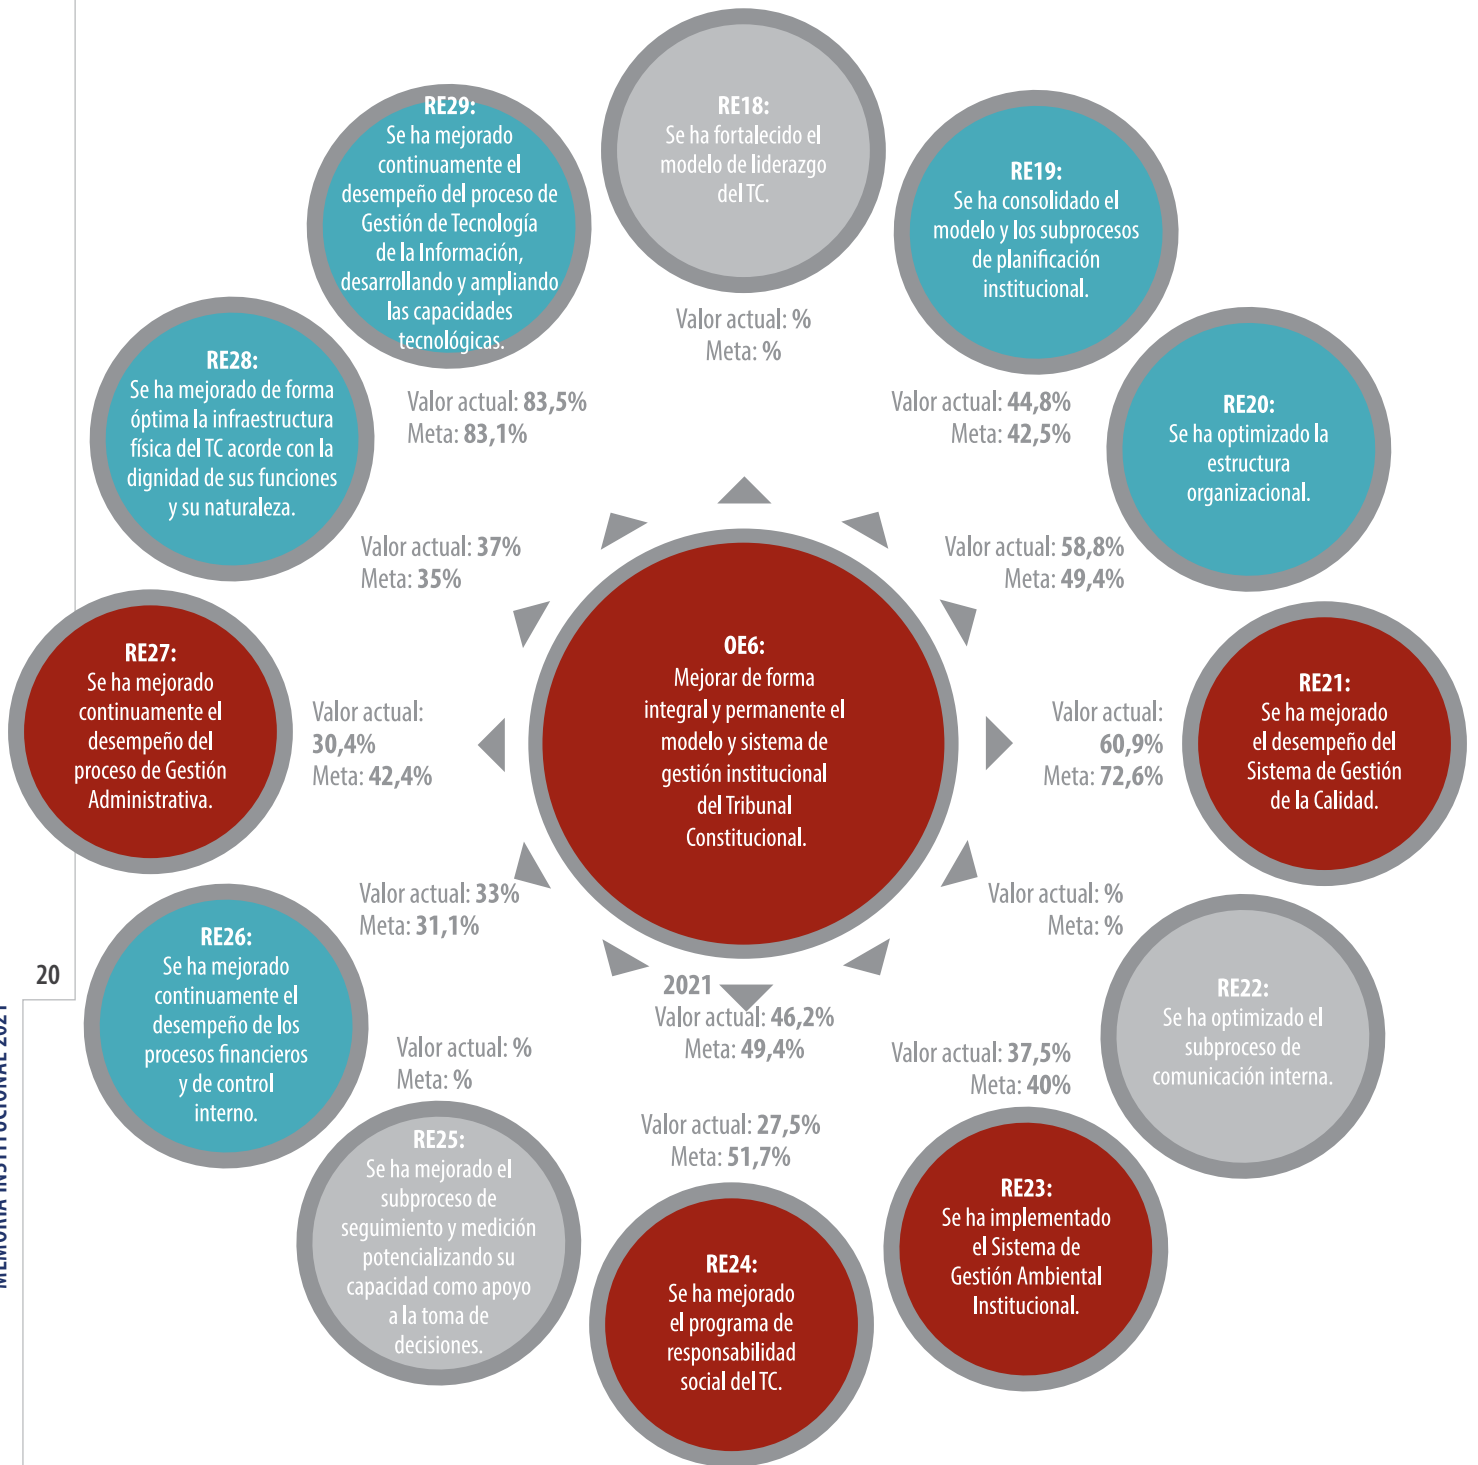 RE18:
Se ha fortalecido el
modelo de liderazgo
del TC.
Valor actual: %
Meta: %
RE19:
Se ha consolidado el
modelo y los subprocesos
de planificación
institucional.
Valor actual: 44,8%
Meta: 42,5%
RE20:
Se ha optimizado la
estructura
organizacional.
Valor actual: 58,8%
Meta: 49,4%
RE21:
Se ha mejorado
el desempeño del
Sistema de Gestión
de la Calidad.
Valor actual:
60,9%
Meta: 72,6%
RE22:
Se ha optimizado el
subproceso de
comunicación interna.
Valor actual: %
Meta: %
RE23:
Se ha implementado
el Sistema de
Gestión Ambiental
Institucional.
Valor actual: 37,5%
Meta: 40%
RE24:
Se ha mejorado
el programa de
responsabilidad
social del TC.
Valor actual: 27,5%
Meta: 51,7%
RE25:
Se ha mejorado el
subproceso de
seguimiento y medición
potencializando su
capacidad como apoyo
a la toma de
decisiones.
Valor actual: %
Meta: %
RE26:
Se ha mejorado
continuamente el
desempeño de los
procesos financieros
y de control
interno.
Valor actual: 33%
Meta: 31,1%
RE27:
Se ha mejorado
continuamente el
desempeño del
proceso de Gestión
Administrativa.
Valor actual:
30,4%
Meta: 42,4%
RE28:
Se ha mejorado de forma
óptima la infraestructura
física del TC acorde con la
dignidad de sus funciones
y su naturaleza.
Valor actual: 37%
Meta: 35%
RE29:
Se ha mejorado
continuamente el
desempeño del proceso de
Gestión de Tecnología
de la Información,
desarrollando y ampliando
las capacidades
tecnológicas.
Valor actual: 83,5%
Meta: 83,1%
OE6:
Mejorar de forma
integral y permanente el
modelo y sistema de
gestión institucional
del Tribunal
Constitucional.
2021
Valor actual: 46,2%
Meta: 49,4%
20
MEMORIA INSTITUCIONAL 2021